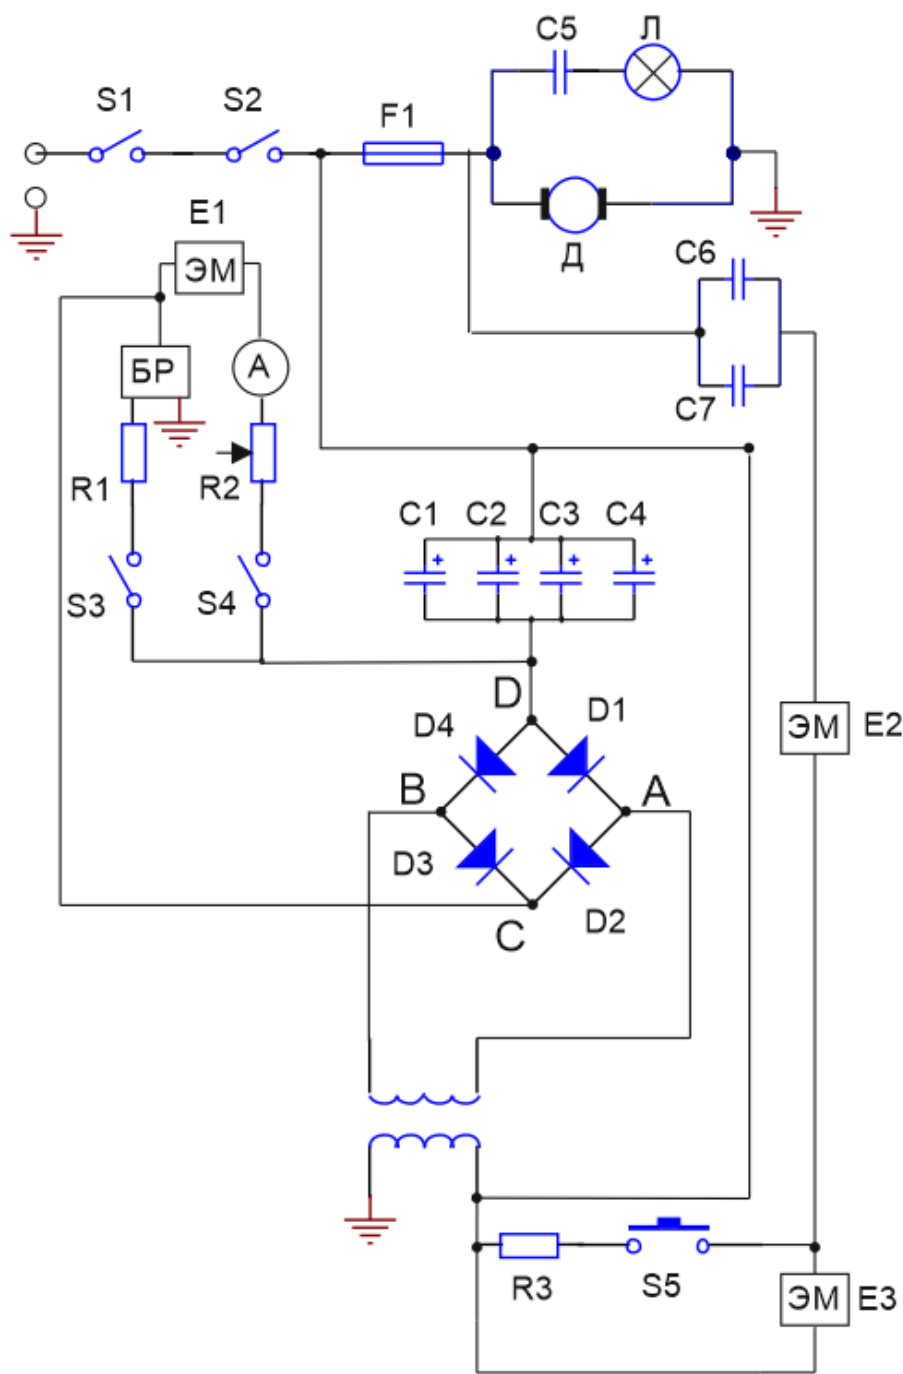 C5
Л
S1
S2
F1
Д
E1
ЭМ
C6
БР
A
C7
R1
R2
C1
C2
C3
C4
+
+
+
+
S3
S4
D
D4
D1
ЭМ
E2
B
A
D3
D2
C
R3
S5
ЭМ
E3